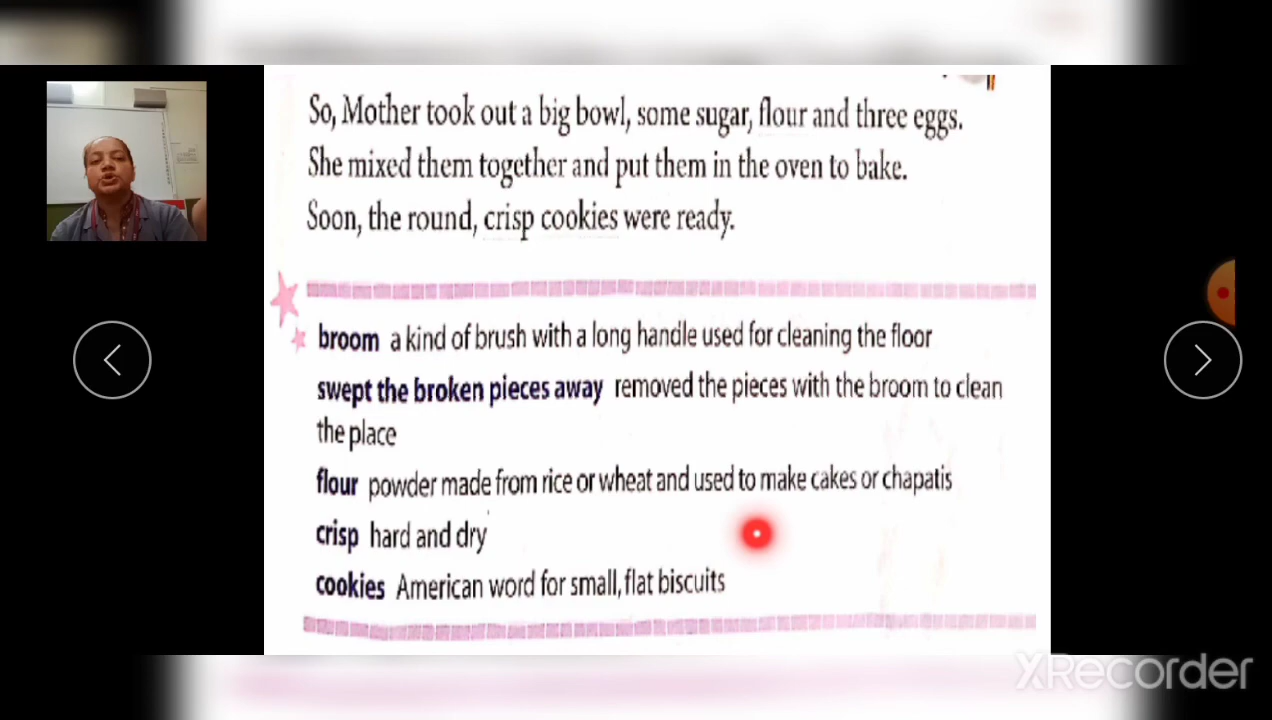 So, Mother took out a big bowl, some sugar, flour and three eggs.
She mixed them together and put them in the oven to bake.
Soon, the round, crisp cookies were ready.
broom a kind of brush with a long handle used for cleaning the floor
swept the broken pieces away removed the pieces with the broom to clean
the place
flour powder made from rice or wheat and used to make cakes or chapatis
crisp hard and dry
cookies American word for small, flat biscuits
XRecorder